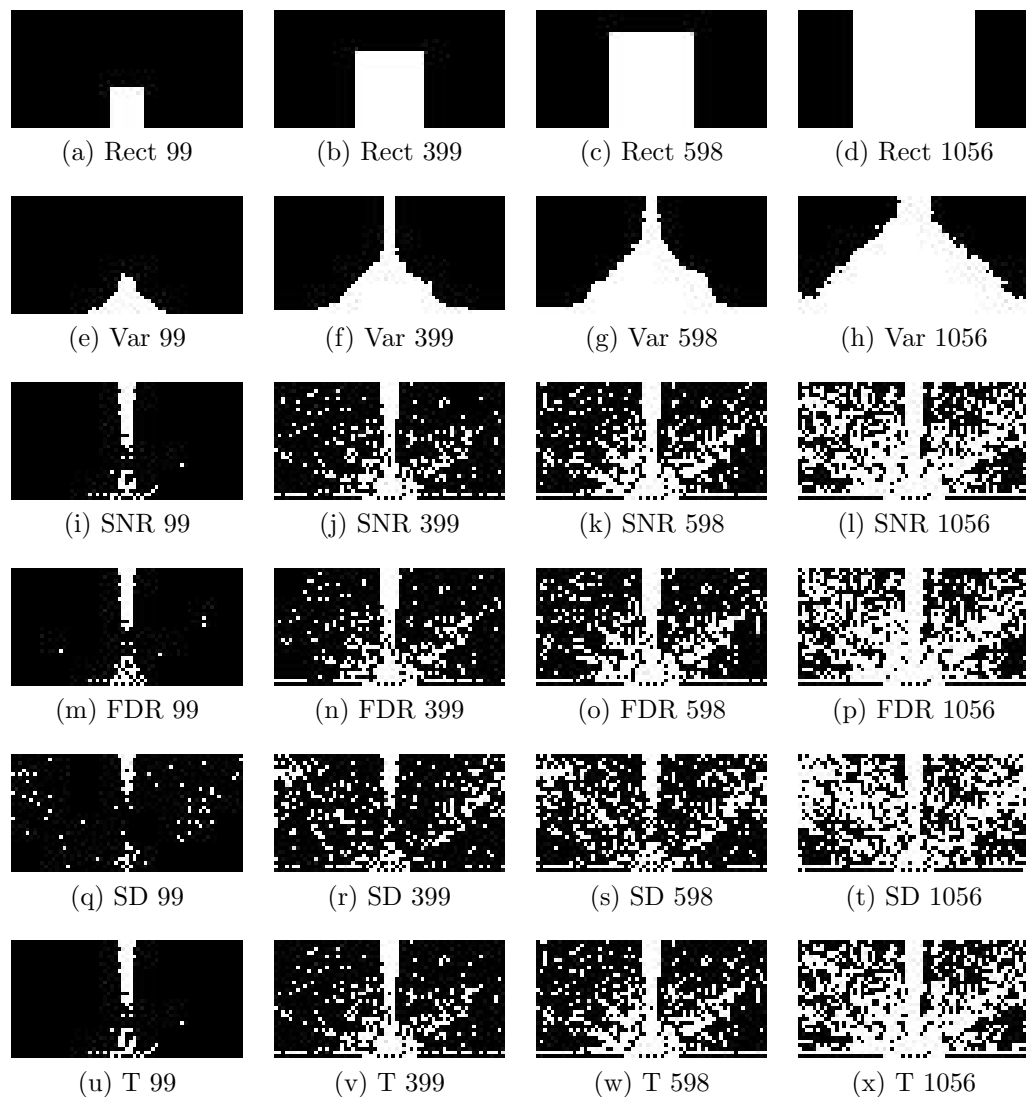 (a) Rect 99 (b) Rect 399 (c) Rect 598 (d) Rect 1056
(e) Var 99 (f) Var 399 (g) Var 598 (h) Var 1056
(i) SNR 99 (j) SNR 399 (k) SNR 598 (l) SNR 1056
(m) FDR 99 (n) FDR 399 (o) FDR 598 (p) FDR 1056
(q) SD 99 (r) SD 399 (s) SD 598 (t) SD 1056
(u) T 99 (v) T 399 (w) T 598 (x) T 1056